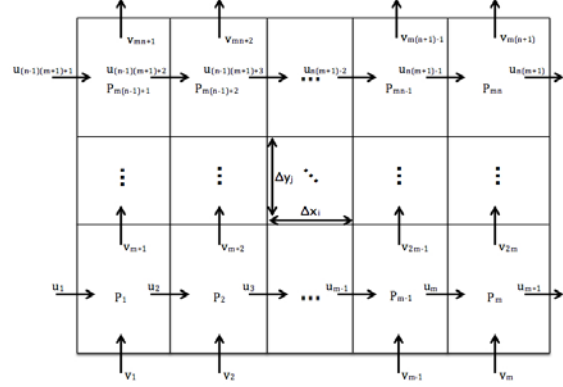 v_{mn+1} v_{mn+2} v_{m(n+1)-1} v_{m(n+1)}
u_{(n-1)(m+1)+1} u_{(n-1)(m+1)+2} u_{(n-1)(m+1)+3} u_{n(m+1)-2} u_{n(m+1)-1} u_{n(m+1)}
P_{m(n-1)+1} P_{m(n-1)+2} ... P_{mn-1} P_{mn}
⋮ ⋮ Δy_j ⋱ ⋮ ⋮
Δx_i
v_{m+1} v_{m+2} v_{2m-1} v_{2m}
u_1 u_2 u_3 u_{m-1} u_m u_{m+1}
P_1 P_2 ... P_{m-1} P_m
v_1 v_2 v_{m-1} v_m